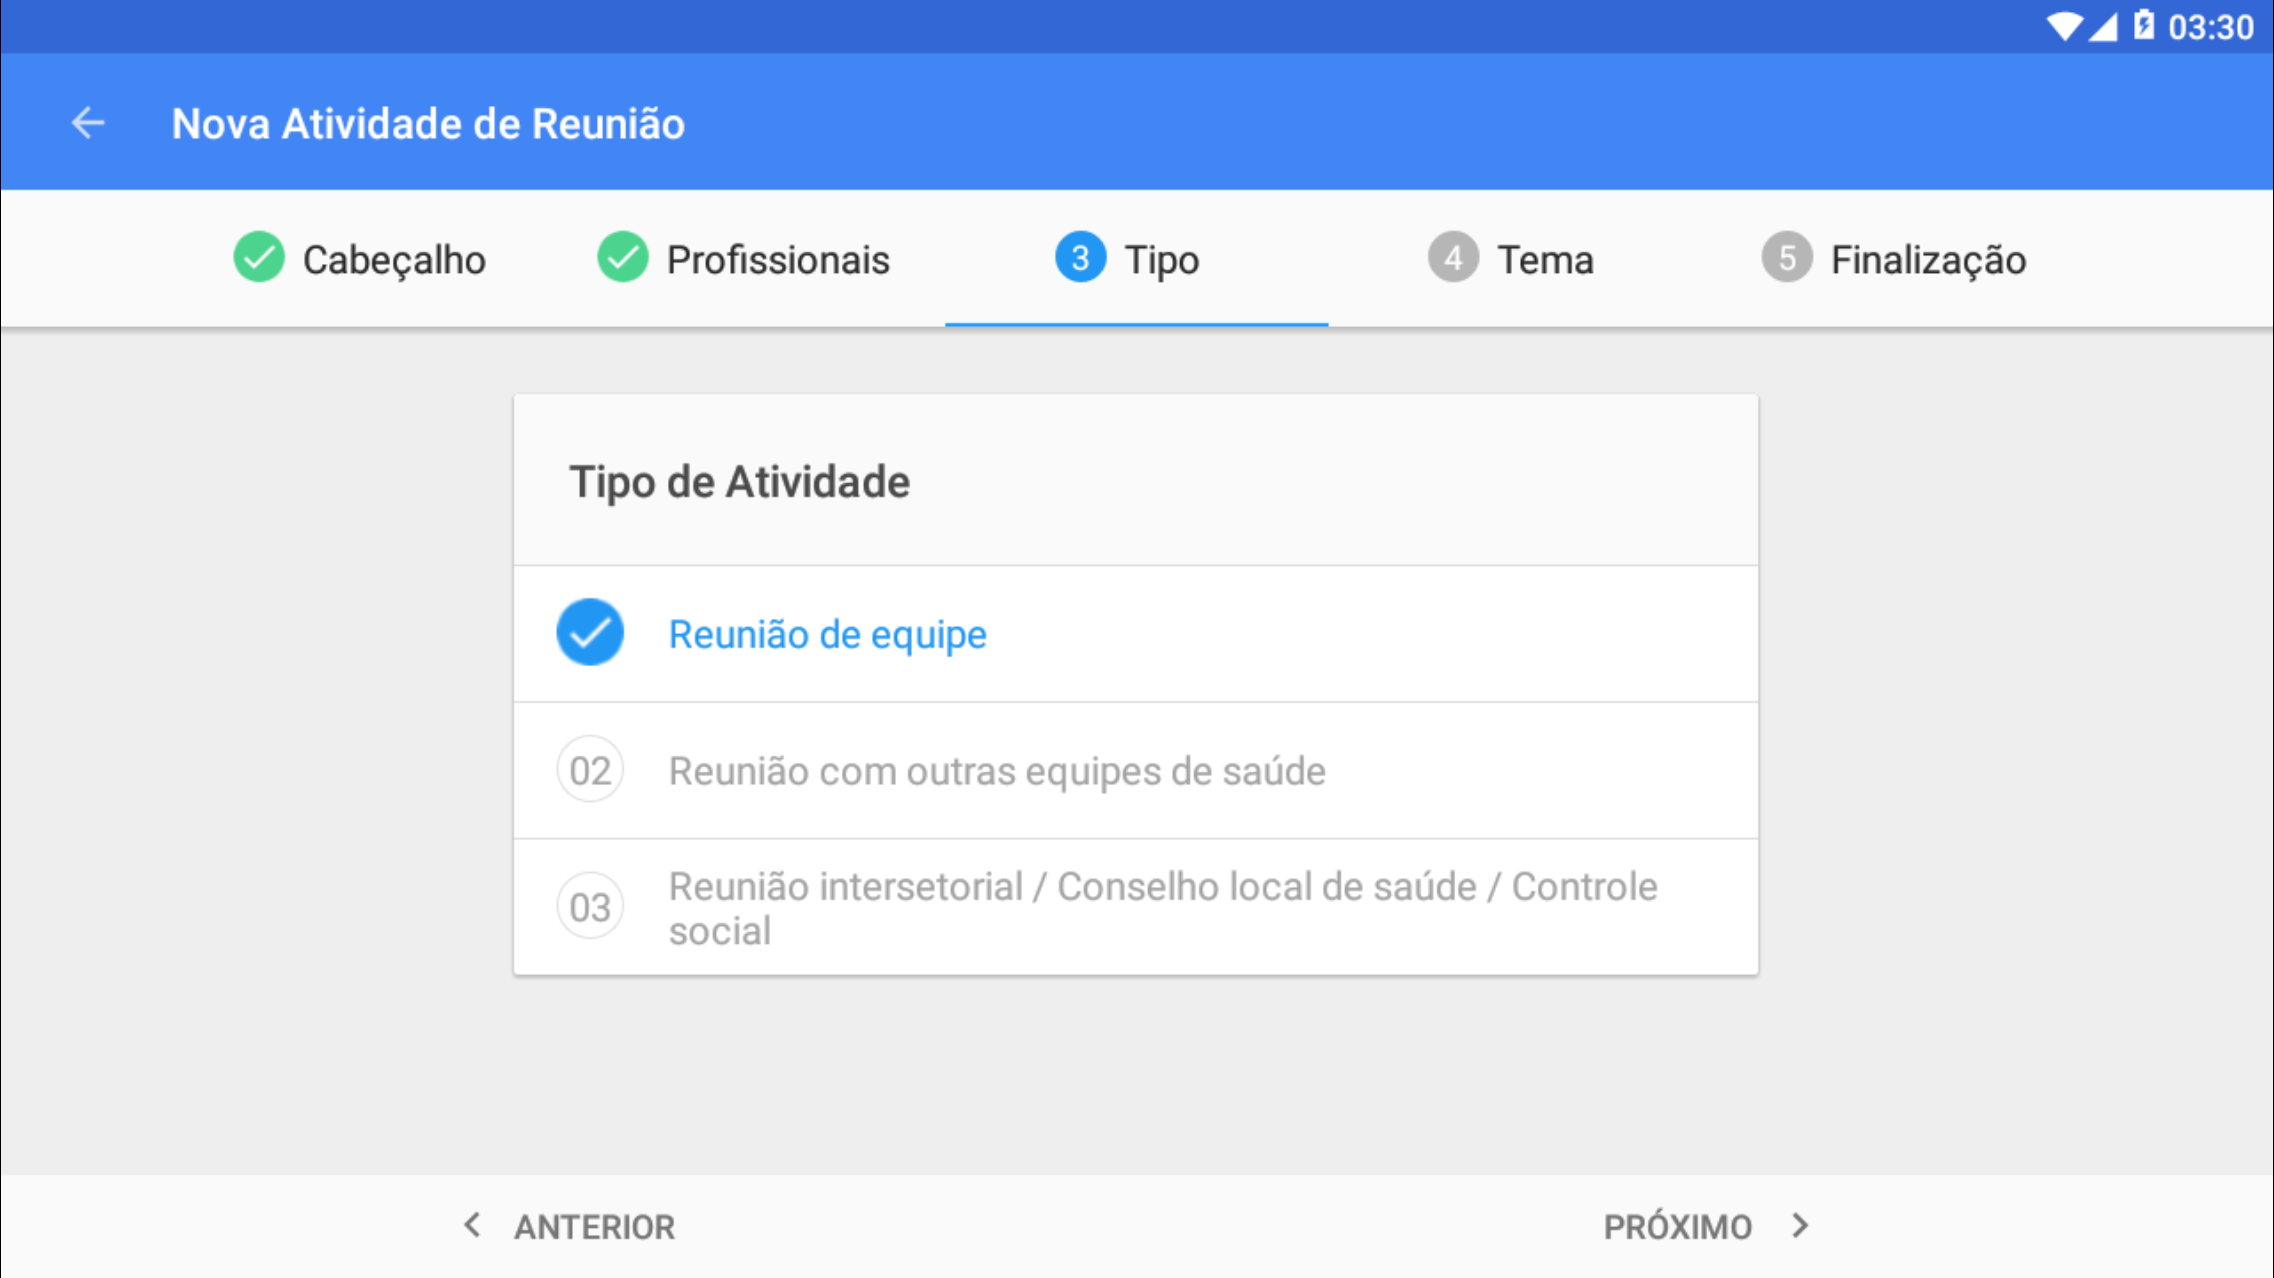 03:30
Nova Atividade de Reunião
Cabeçalho
Profissionais
3 Tipo
4 Tema
5 Finalização
Tipo de Atividade
Reunião de equipe
02 Reunião com outras equipes de saúde
03 Reunião intersetorial / Conselho local de saúde / Controle
social
ANTERIOR
PRÓXIMO